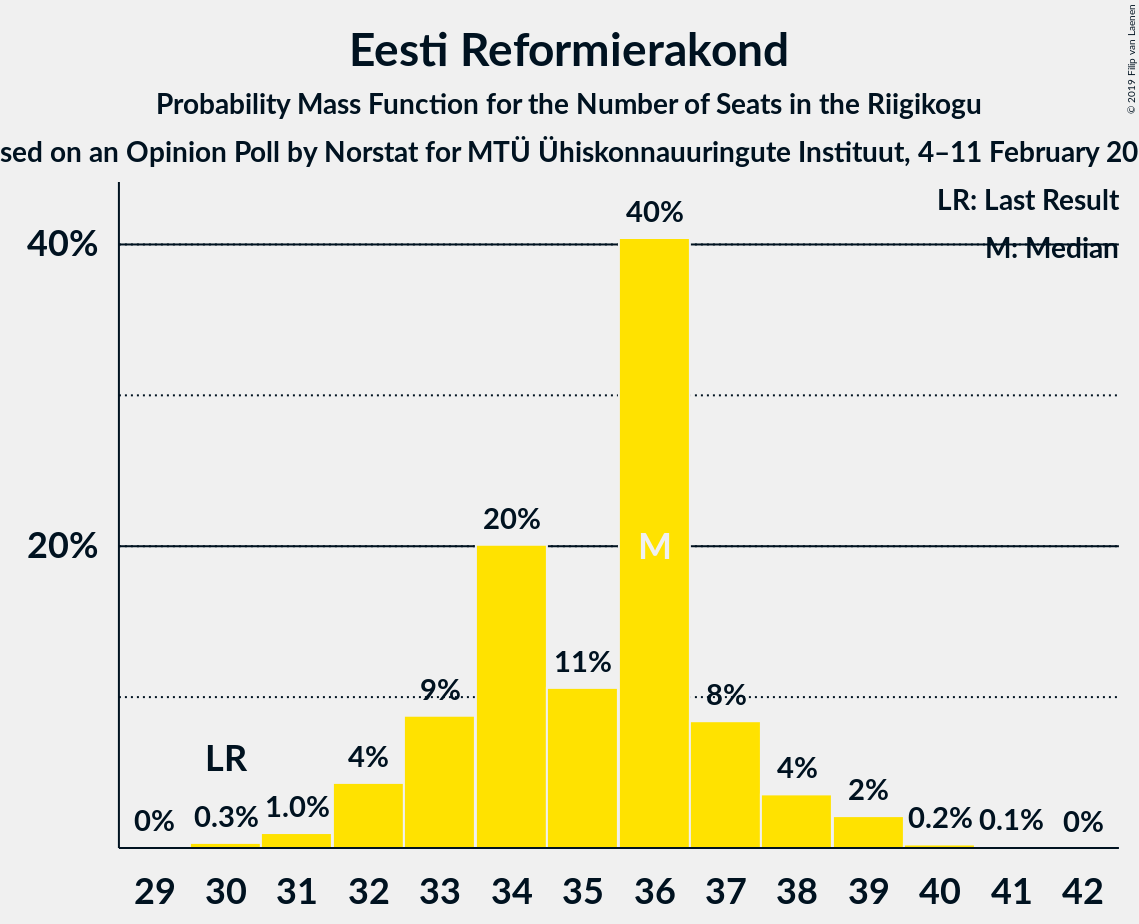 Eesti Reformierakond
Probability Mass Function for the Number of Seats in the Riigikogu
sed on an Opinion Poll by Norstat for MTÜ Ühiskonnauuringute Instituut, 4–11 February 20
© 2019 Filip van Laenen
LR: Last Result
M: Median
40%
20%
40%
20%
11%
9%
8%
4%
4%
2%
1.0%
0.3%
0.2%
0.1%
0%
0%
LR
M
29 30 31 32 33 34 35 36 37 38 39 40 41 42